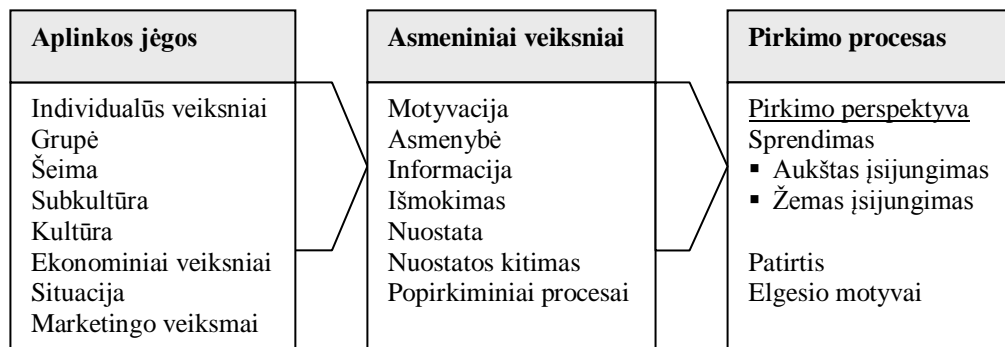 Aplinkos jėgos
Individualūs veiksniai
Grupė
Šeima
Subkultūra
Kultūra
Ekonominiai veiksniai
Situacija
Marketingo veiksmai
Asmeniniai veiksniai
Motyvacija
Asmenybė
Informacija
Išmokimas
Nuostata
Nuostatos kitimas
Popirkiminiai procesai
Pirkimo procesas
Pirkimo perspektyva
Sprendimas
▪ Aukštas įsijungimas
▪ Žemas įsijungimas
Patirtis
Elgesio motyvai